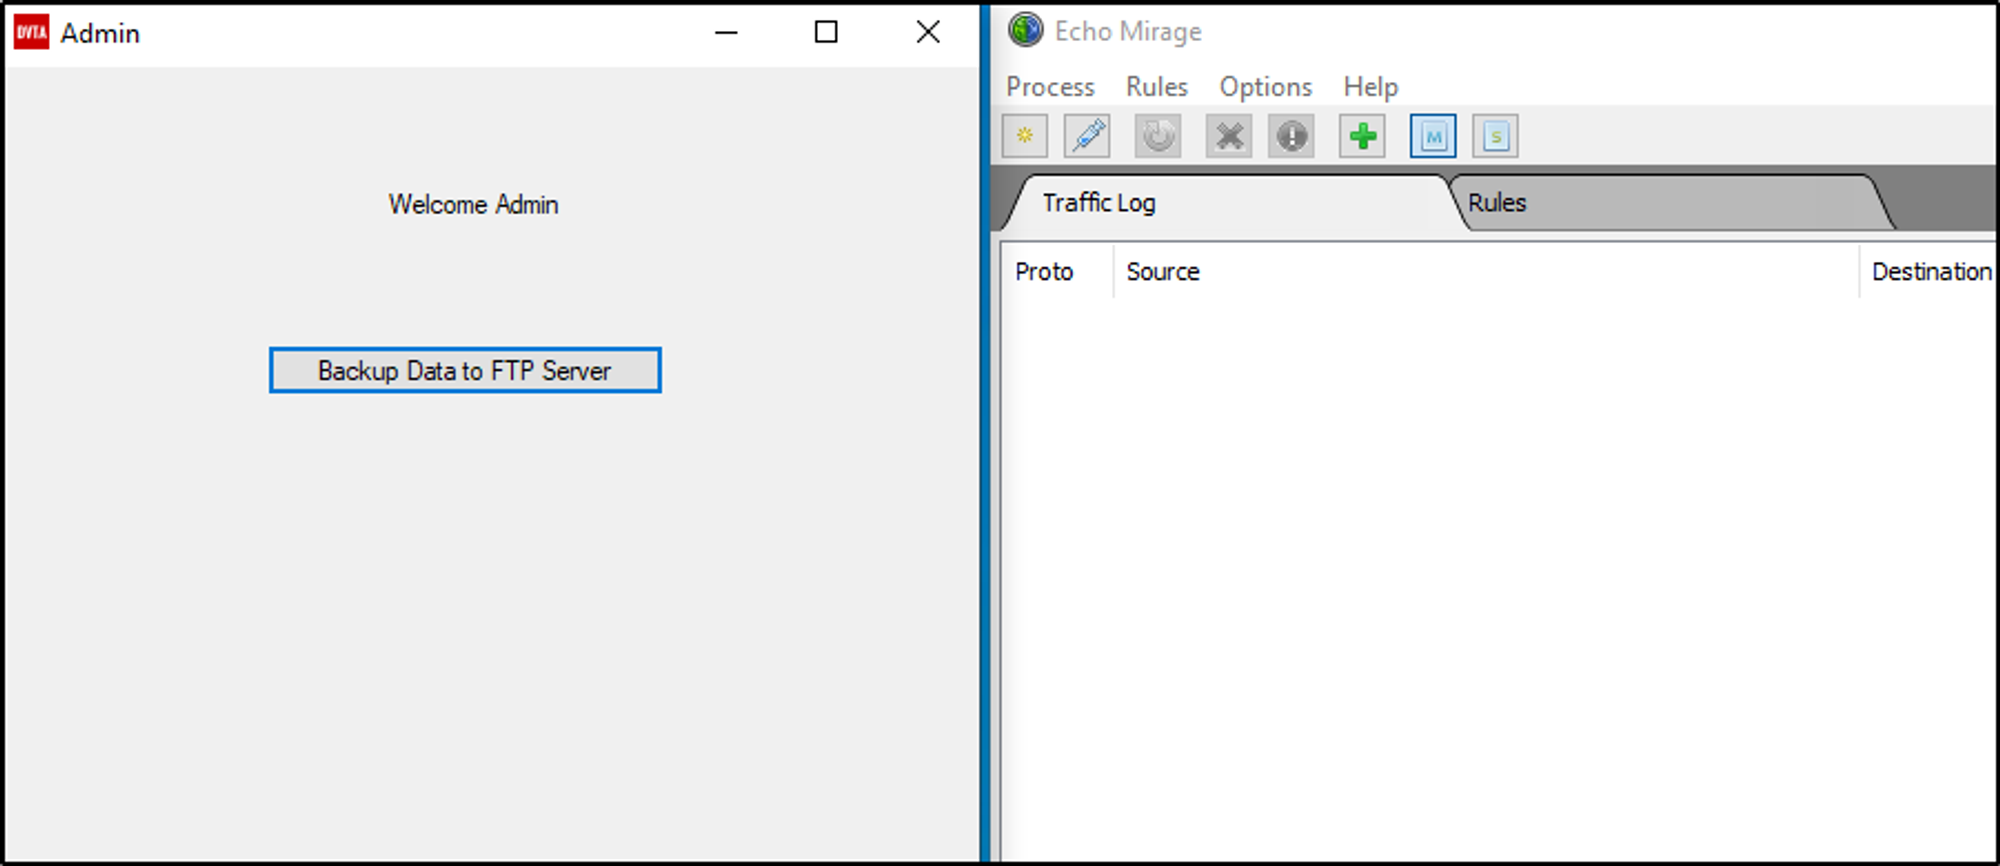 DVTA Admin
Welcome Admin
Backup Data to FTP Server
Echo Mirage
Process Rules Options Help
M S
Traffic Log Rules
Proto Source Destination